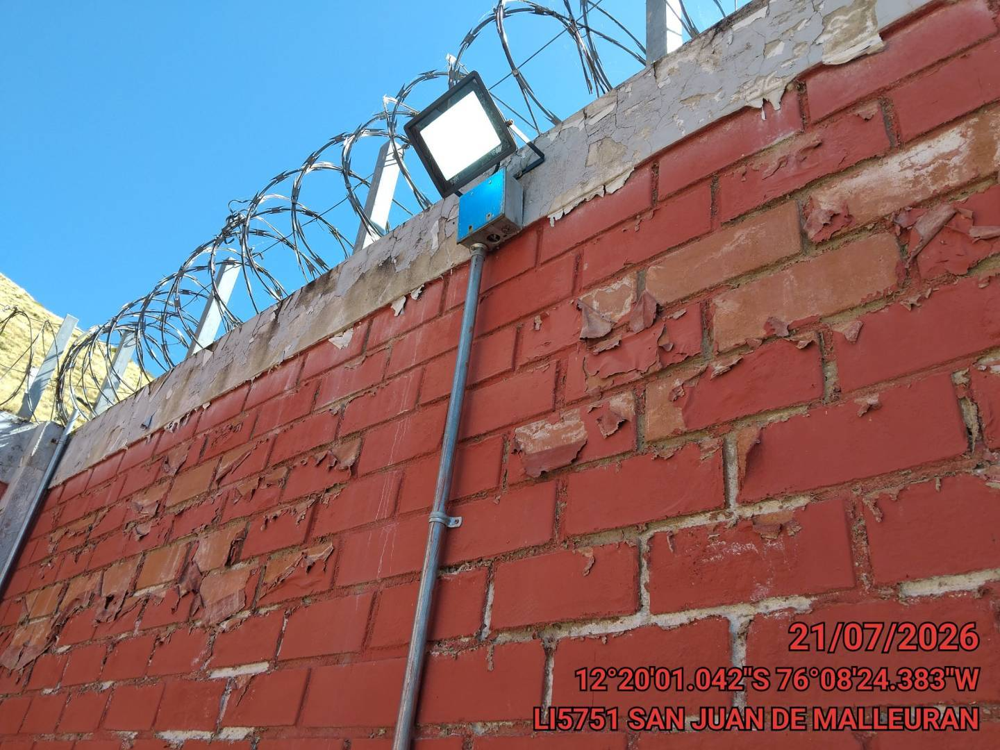 21/07/2026
12°20'01.042"S 76°08'24.383"W
LI5751 SAN JUAN DE MALLEURAN